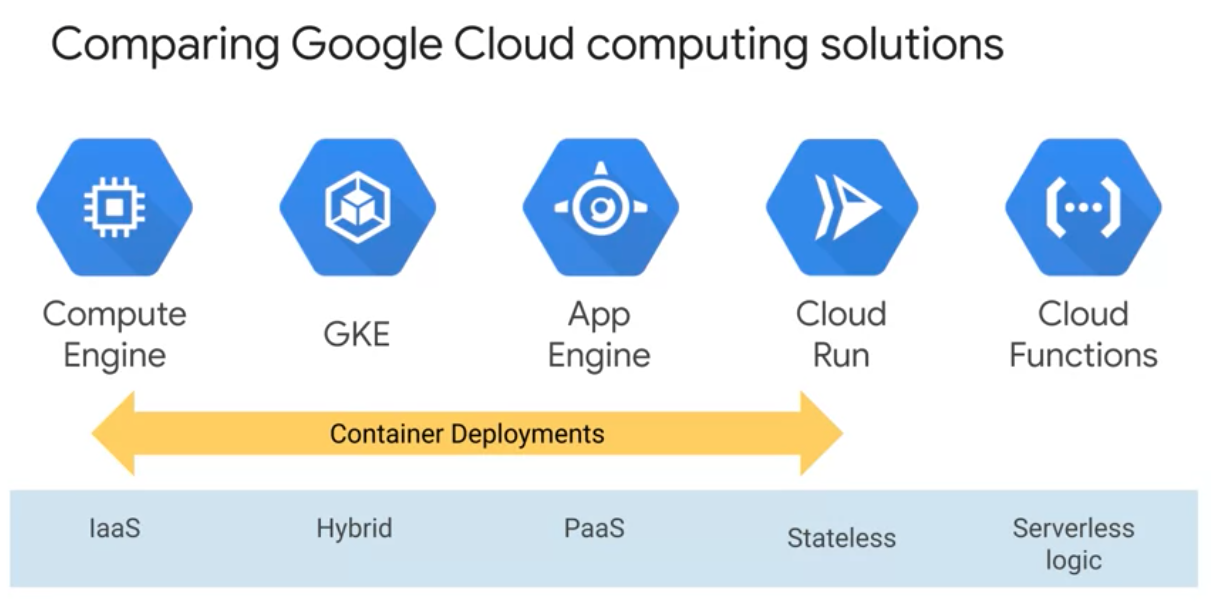 Comparing Google Cloud computing solutions
Compute
Engine
GKE
App
Engine
Cloud
Run
Cloud
Functions
Container Deployments
IaaS
Hybrid
PaaS
Stateless
Serverless
logic